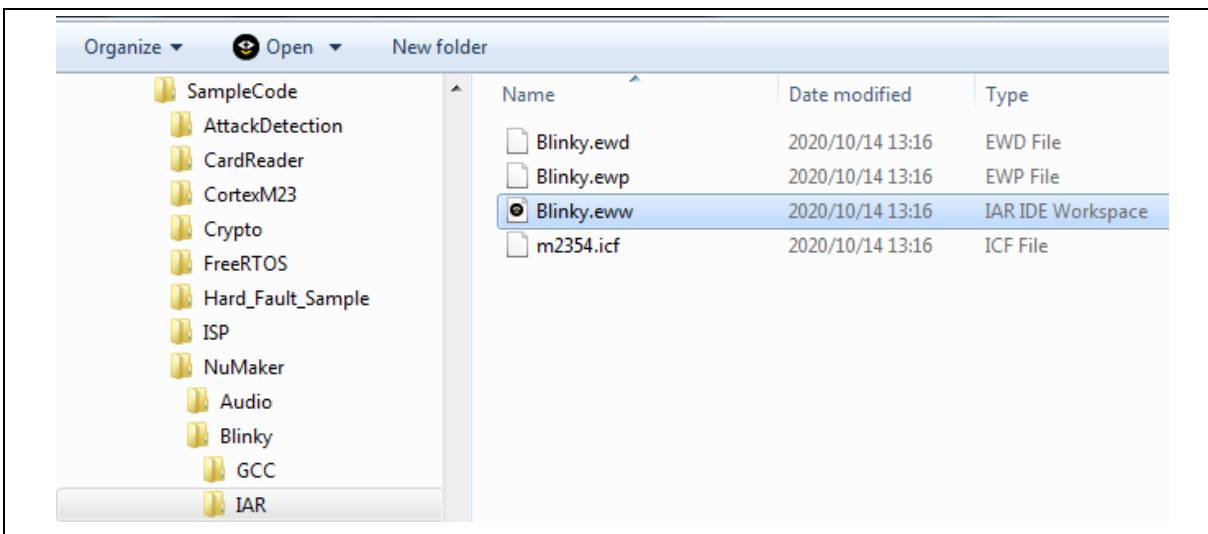 Organize Open New folder
SampleCode
AttackDetection
CardReader
CortexM23
Crypto
FreeRTOS
Hard_Fault_Sample
ISP
NuMaker
Audio
Blinky
GCC
IAR
Name Date modified Type
Blinky.ewd 2020/10/14 13:16 EWD File
Blinky.ewp 2020/10/14 13:16 EWP File
Blinky.eww 2020/10/14 13:16 IAR IDE Workspace
m2354.icf 2020/10/14 13:16 ICF File